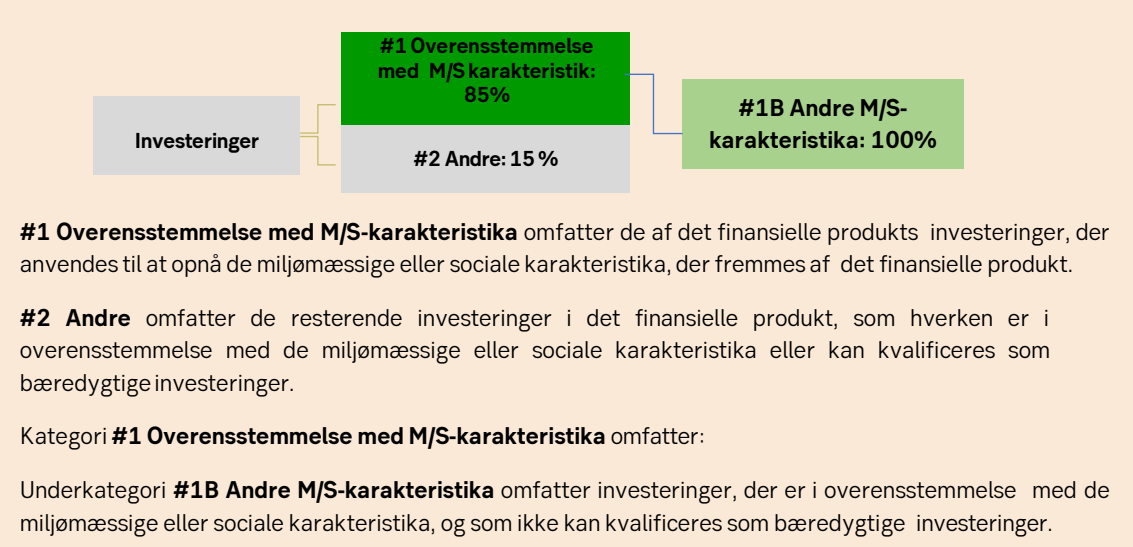 #1 Overensstemmelse
med M/S karakteristik:
85%
Investeringer
#2 Andre: 15 %
#1B Andre M/S-
karakteristika: 100%
#1 Overensstemmelse med M/S-karakteristika omfatter de af det finansielle produkts investeringer, der
anvendes til at opnå de miljømæssige eller sociale karakteristika, der fremmes af det finansielle produkt.
#2 Andre omfatter de resterende investeringer i det finansielle produkt, som hverken er i
overensstemmelse med de miljømæssige eller sociale karakteristika eller kan kvalificeres som
bæredygtige investeringer.
Kategori #1 Overensstemmelse med M/S-karakteristika omfatter:
Underkategori #1B Andre M/S-karakteristika omfatter investeringer, der er i overensstemmelse med de
miljømæssige eller sociale karakteristika, og som ikke kan kvalificeres som bæredygtige investeringer.